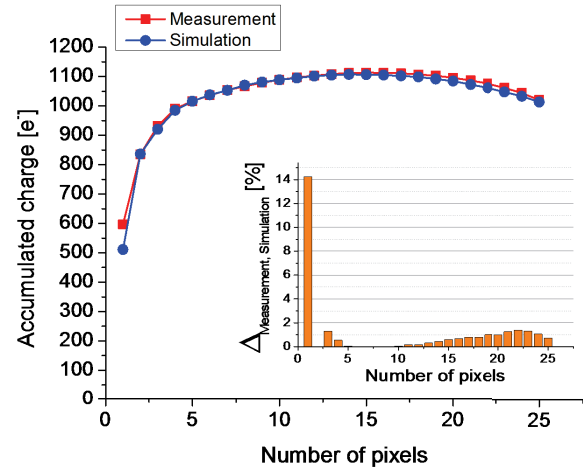 Measurement
Simulation
Accumulated charge [e⁻]
1200
1100
1000
900
800
700
600
500
400
300
200
100
0
0 5 10 15 20 25
Number of pixels
Δ Measurement, Simulation [%]
14
12
10
8
6
4
2
0
0 5 10 15 20 25
Number of pixels